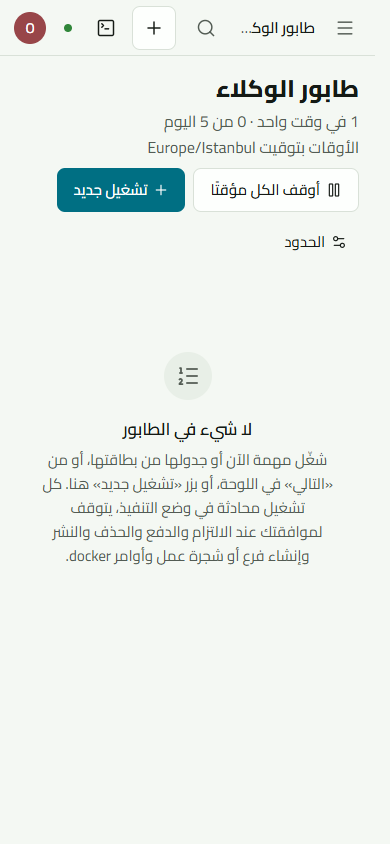 طابور الوك...
O
طابور الوكلاء
1 في وقت واحد · 0 من 5 اليوم
الأوقات بتوقيت Europe/Istanbul
أوقف الكل مؤقتًا
تشغيل جديد
الحدود
لا شيء في الطابور
شغّل مهمة الآن أو جدولها من بطاقتها، أو من
«التالي» في اللوحة، أو بزر «تشغيل جديد» هنا. كل
تشغيل محادثة في وضع التنفيذ، يتوقف
لموافقتك عند الالتزام والدفع والحذف والنشر
وإنشاء فرع أو شجرة عمل وأوامر docker.